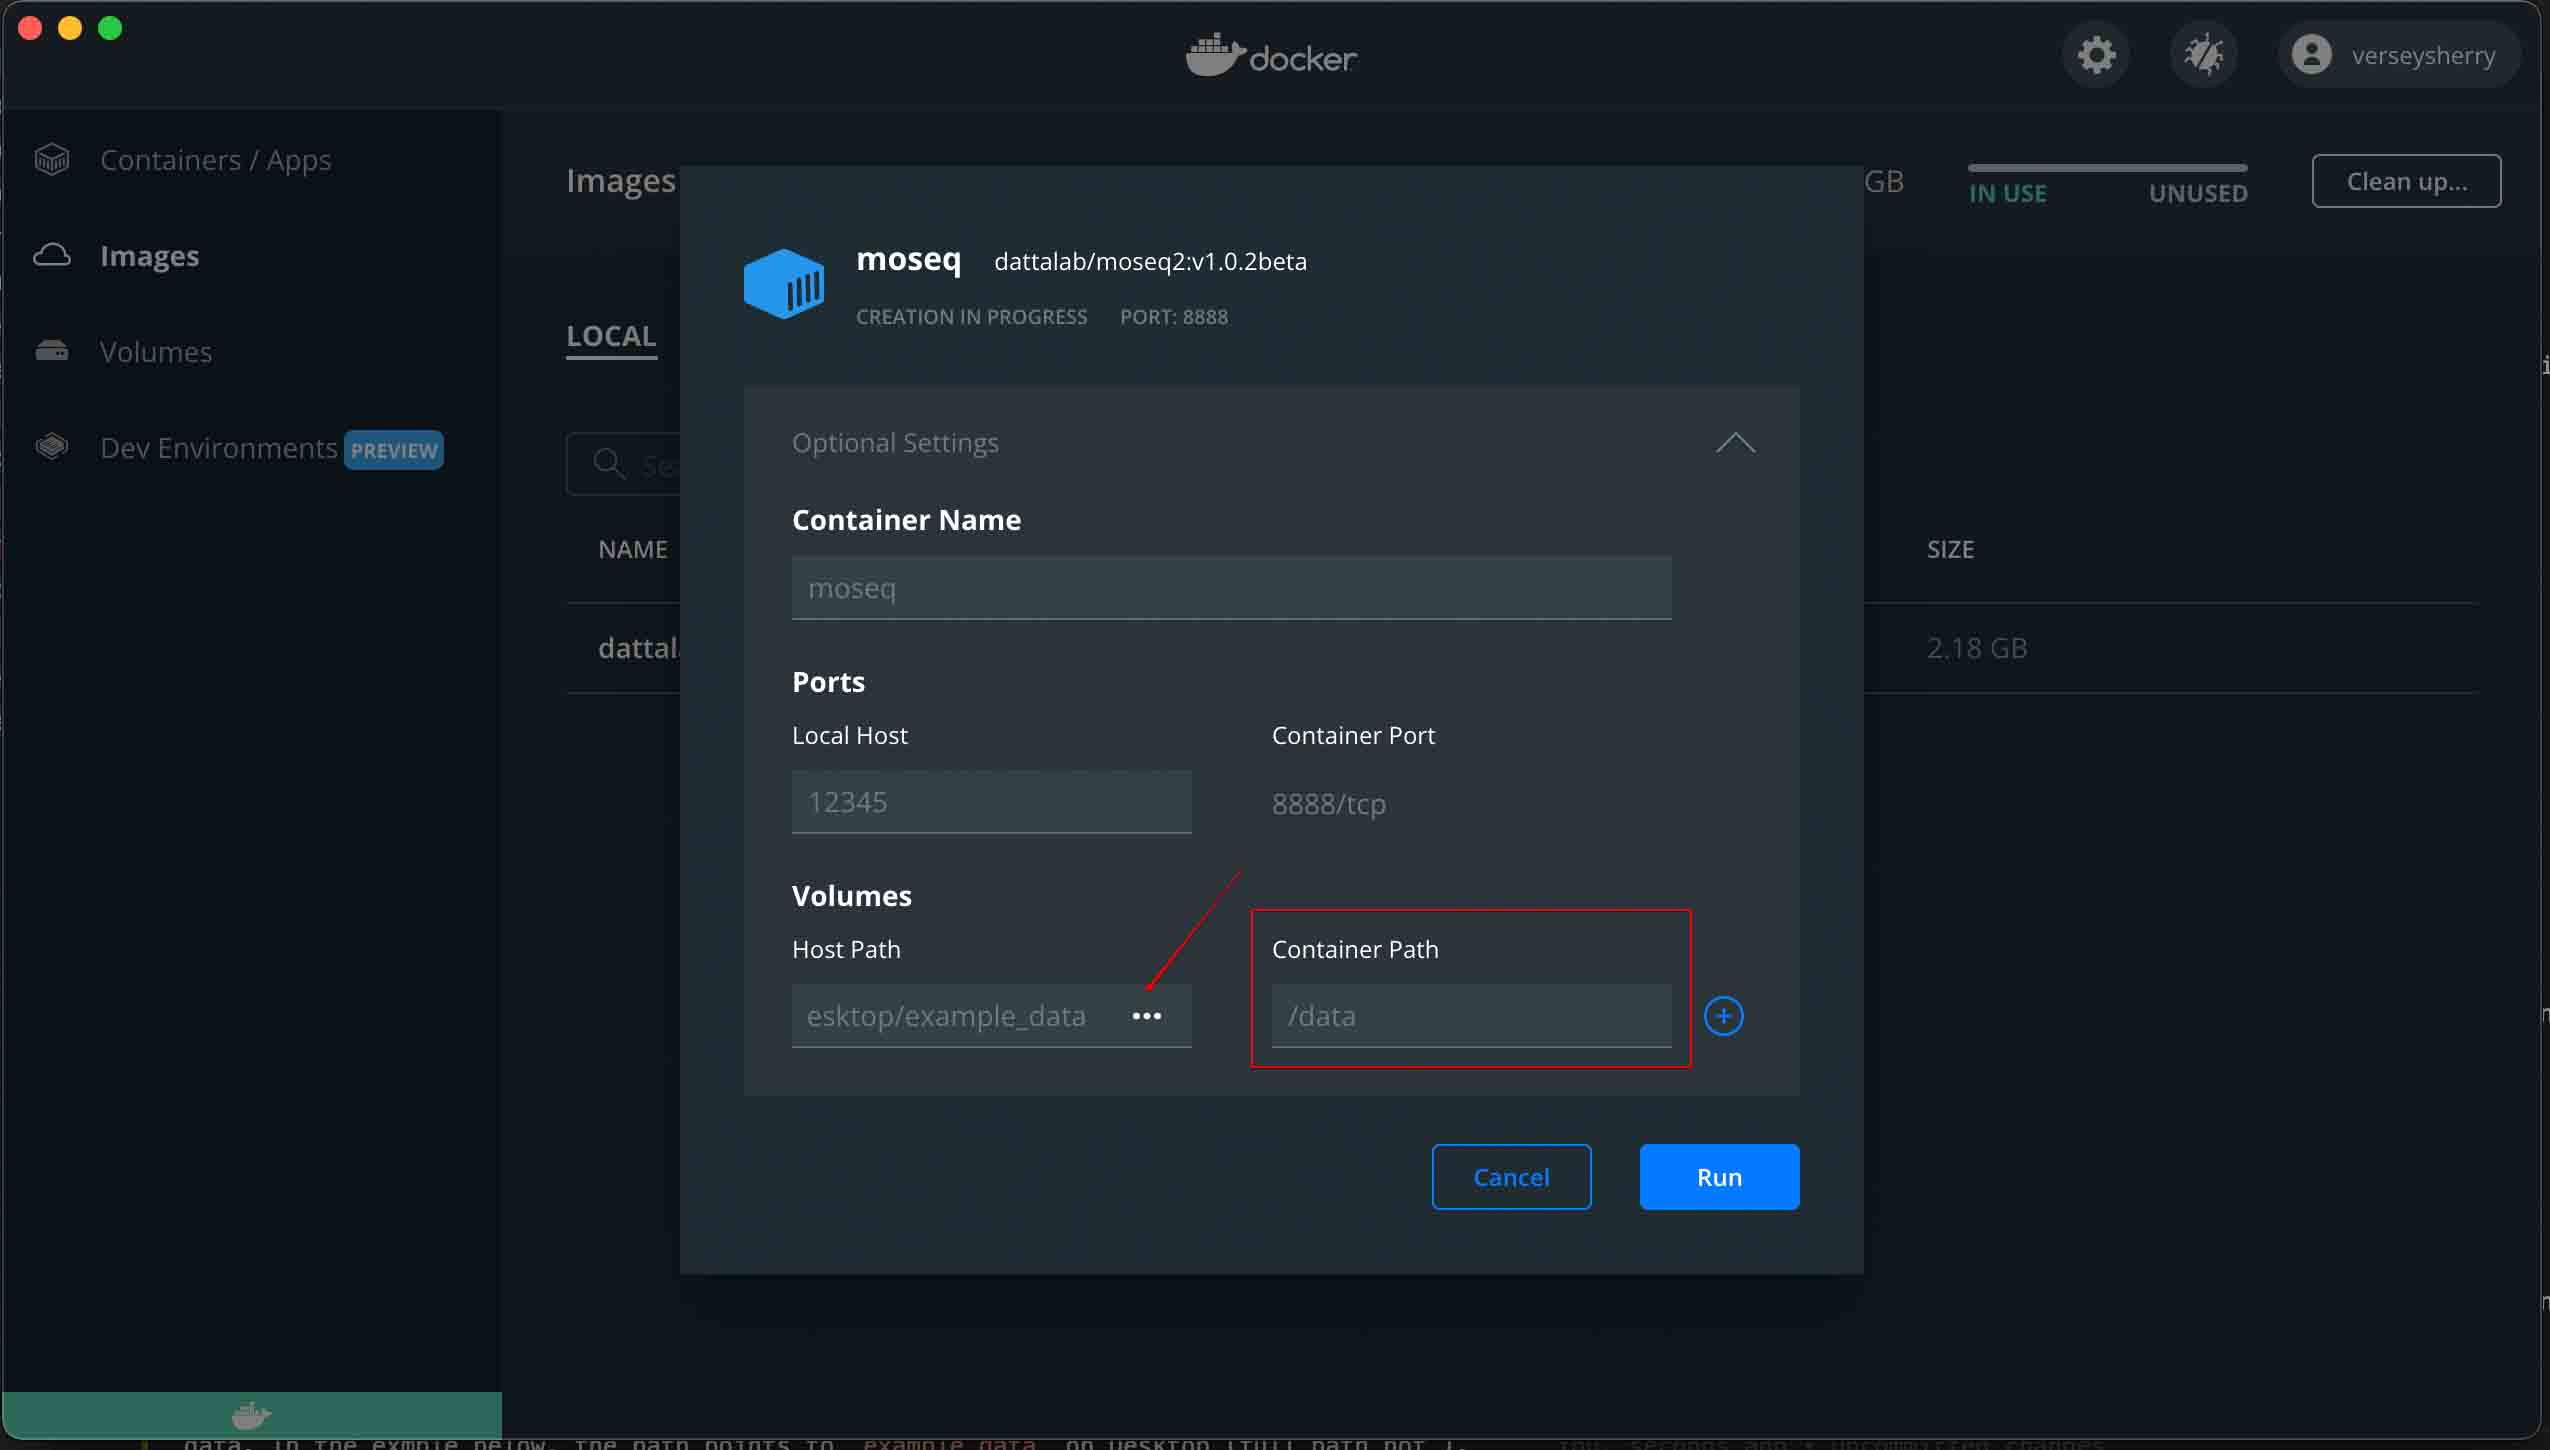 docker
verseysherry
Containers / Apps
Images
Volumes
Dev Environments PREVIEW
Images
GB
IN USE UNUSED
Clean up...
LOCAL
NAME
SIZE
2.18 GB
moseq dattalab/moseq2:v1.0.2beta
CREATION IN PROGRESS PORT: 8888
Optional Settings
Container Name
moseq
Ports
Local Host Container Port
12345 8888/tcp
Volumes
Host Path Container Path
esktop/example_data ••• /data
Cancel Run